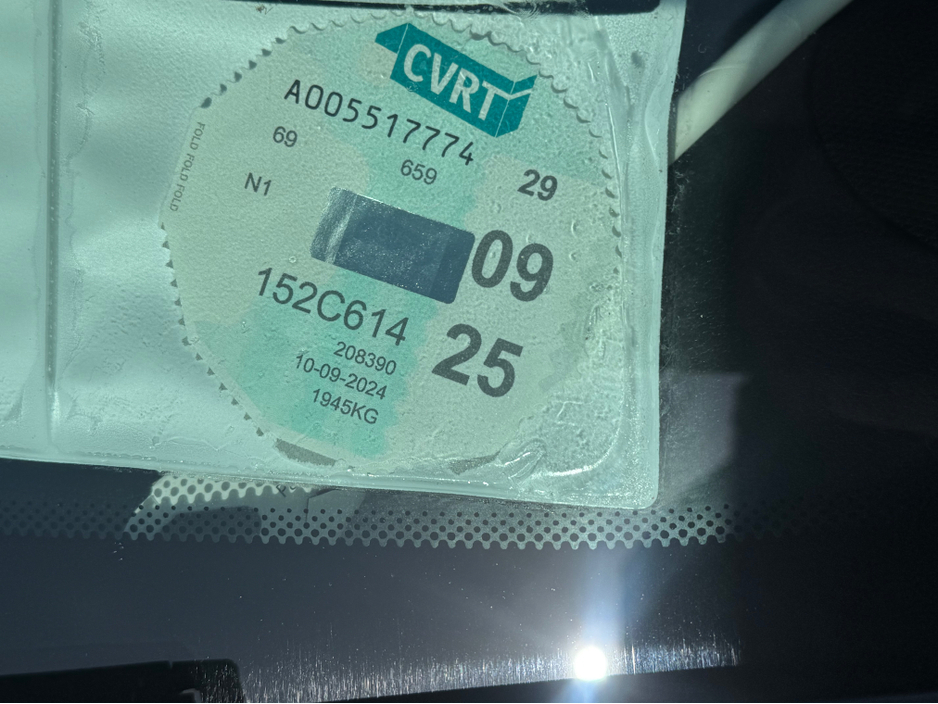 CVRT
A005517774
69
659
29
N1
09
152C614
25
208390
10-09-2024
1945KG
FOLD FOLD FOLD